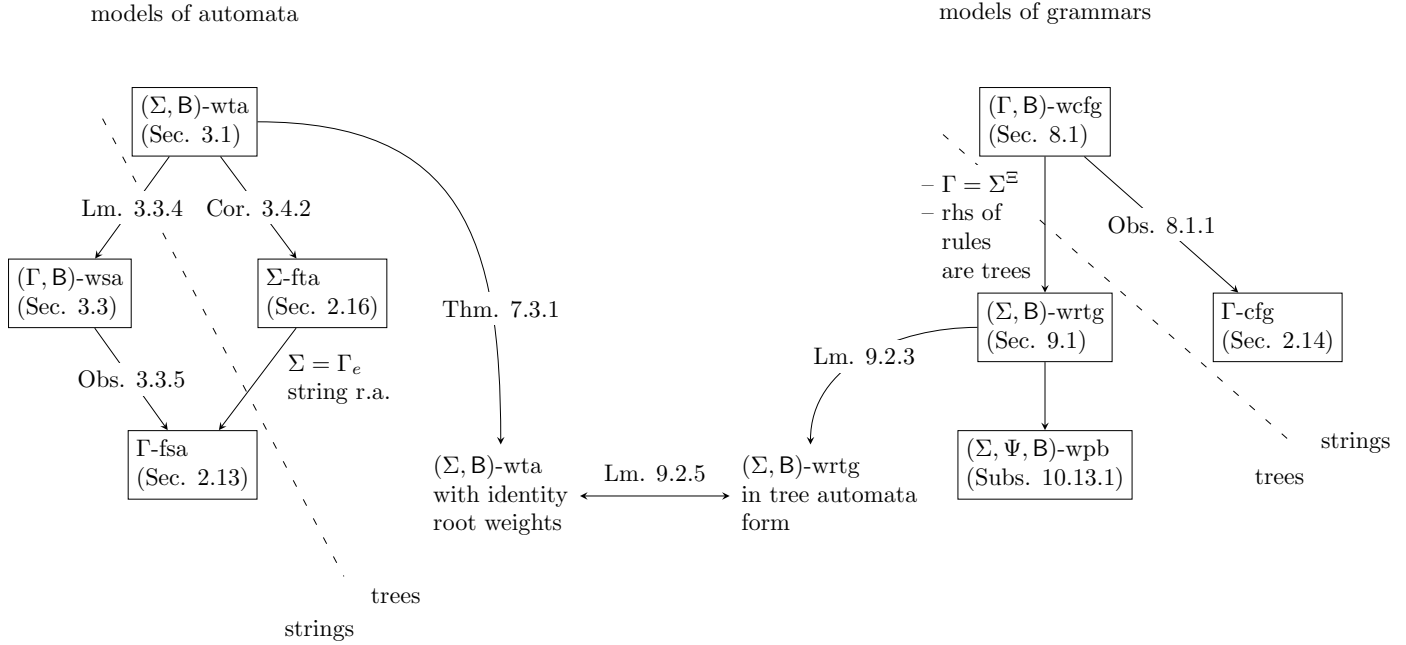 models of automata
models of grammars
(Σ, B)-wta
(Sec. 3.1)
Lm. 3.3.4
Cor. 3.4.2
(Γ, B)-wsa
(Sec. 3.3)
Σ-fta
(Sec. 2.16)
Obs. 3.3.5
Σ = Γₑ
string r.a.
Γ-fsa
(Sec. 2.13)
Thm. 7.3.1
(Σ, B)-wta
with identity
root weights
trees
strings
Lm. 9.2.5
(Γ, B)-wcfg
(Sec. 8.1)
– Γ = Σ^Ξ
– rhs of
rules
are trees
Obs. 8.1.1
(Σ, B)-wrtg
(Sec. 9.1)
Γ-cfg
(Sec. 2.14)
Lm. 9.2.3
(Σ, B)-wrtg
in tree automata
form
(Σ, Ψ, B)-wpb
(Subs. 10.13.1)
strings
trees